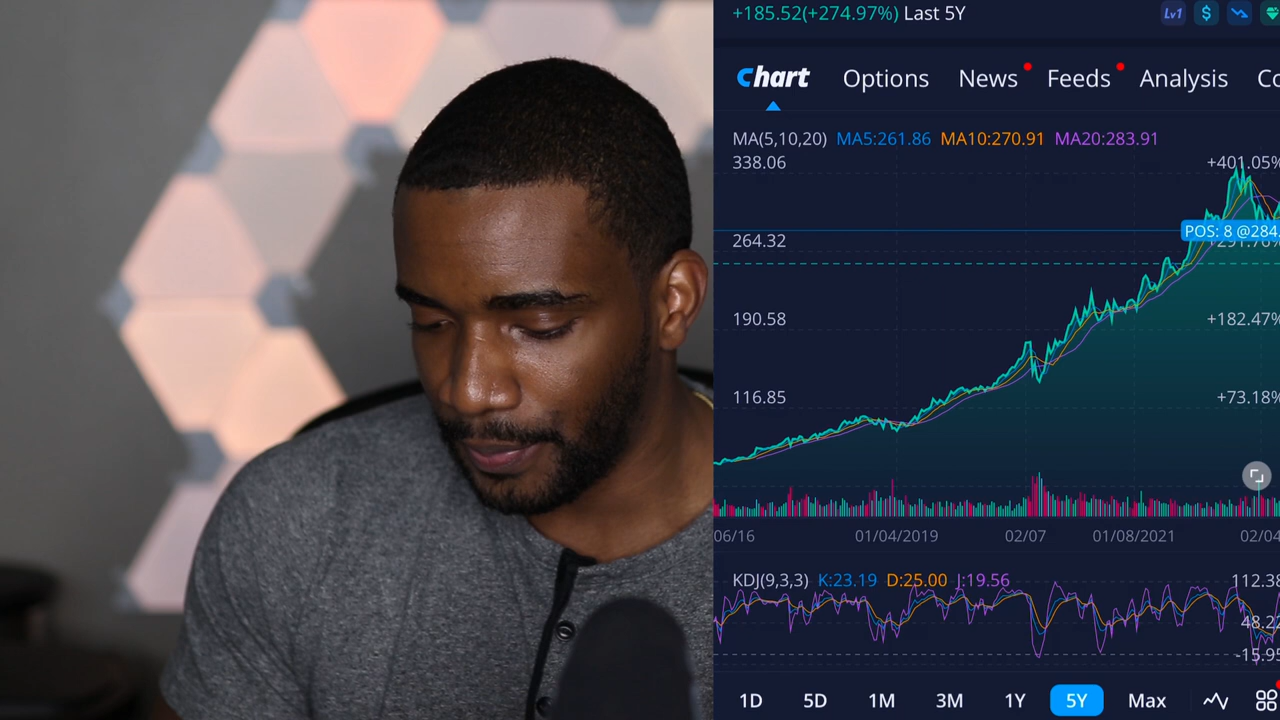 +185.52(+274.97%) Last 5Y
Lv1 $
Chart Options News Feeds Analysis Co
MA(5,10,20) MA5:261.86 MA10:270.91 MA20:283.91
338.06 +401.05%
POS: 8 @284.
264.32
190.58 +182.47%
116.85 +73.18%
06/16 01/04/2019 02/07 01/08/2021 02/04
KDJ(9,3,3) K:23.19 D:25.00 J:19.56 112.38
48.22
-15.95
1D 5D 1M 3M 1Y 5Y Max